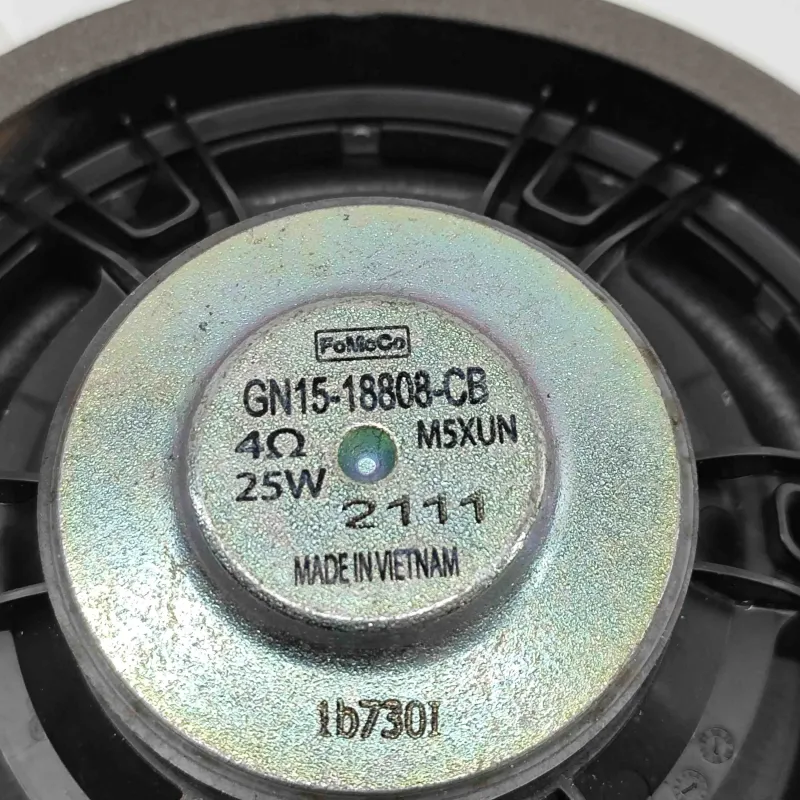 FoMoCo
GN15-18808-CB
4Ω M5XUN
25W
2111
MADE IN VIETNAM
1b730I